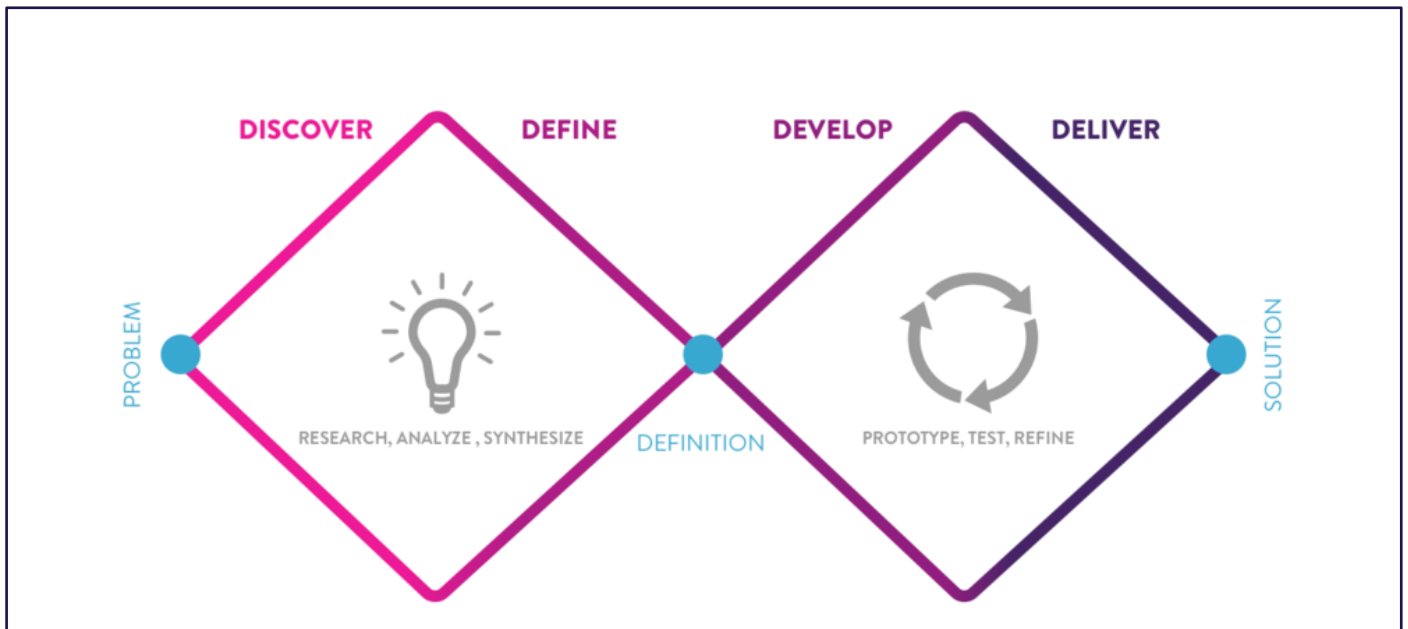 DISCOVER
DEFINE
DEVELOP
DELIVER
PROBLEM
SOLUTION
RESEARCH, ANALYZE , SYNTHESIZE
DEFINITION
PROTOTYPE, TEST, REFINE